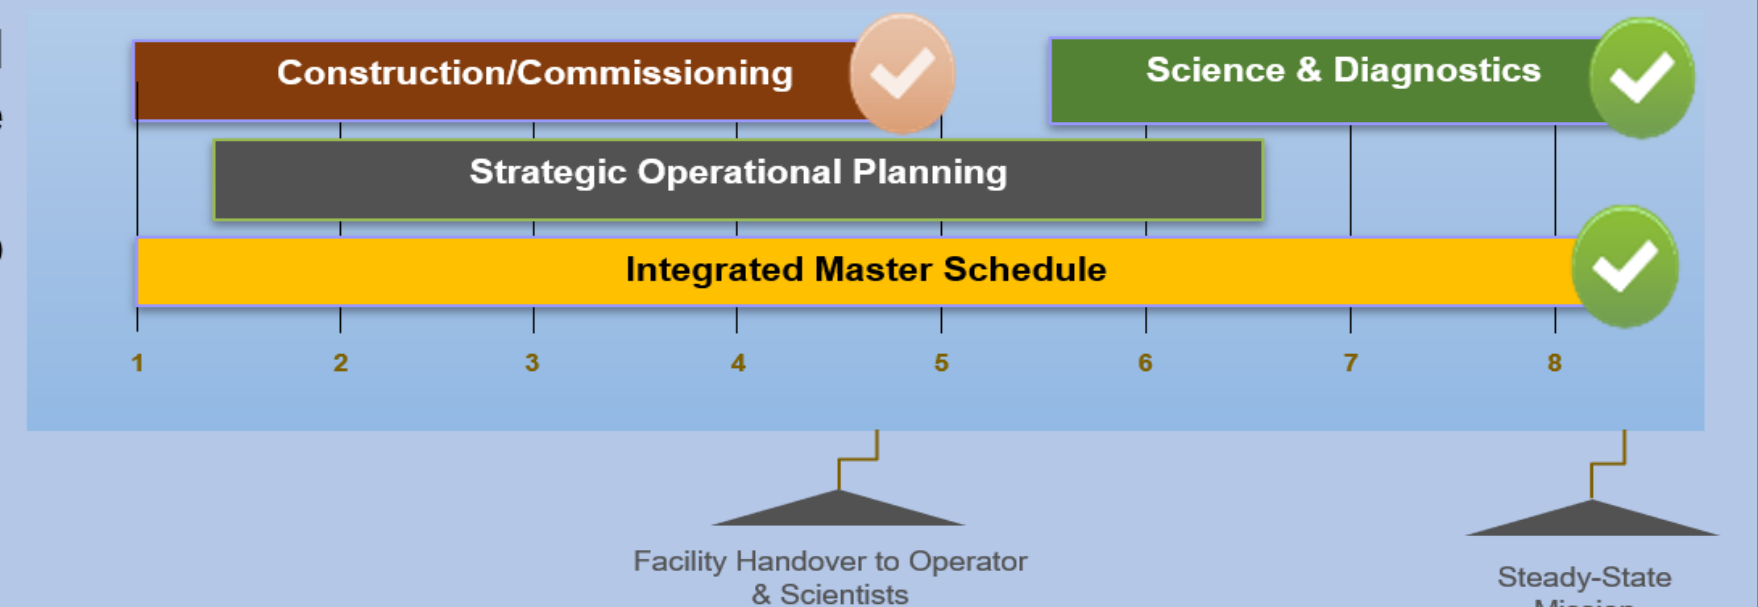 Construction/Commissioning
Science & Diagnostics
Strategic Operational Planning
Integrated Master Schedule
1 2 3 4 5 6 7 8
Facility Handover to Operator
& Scientists
Steady-State
Mission